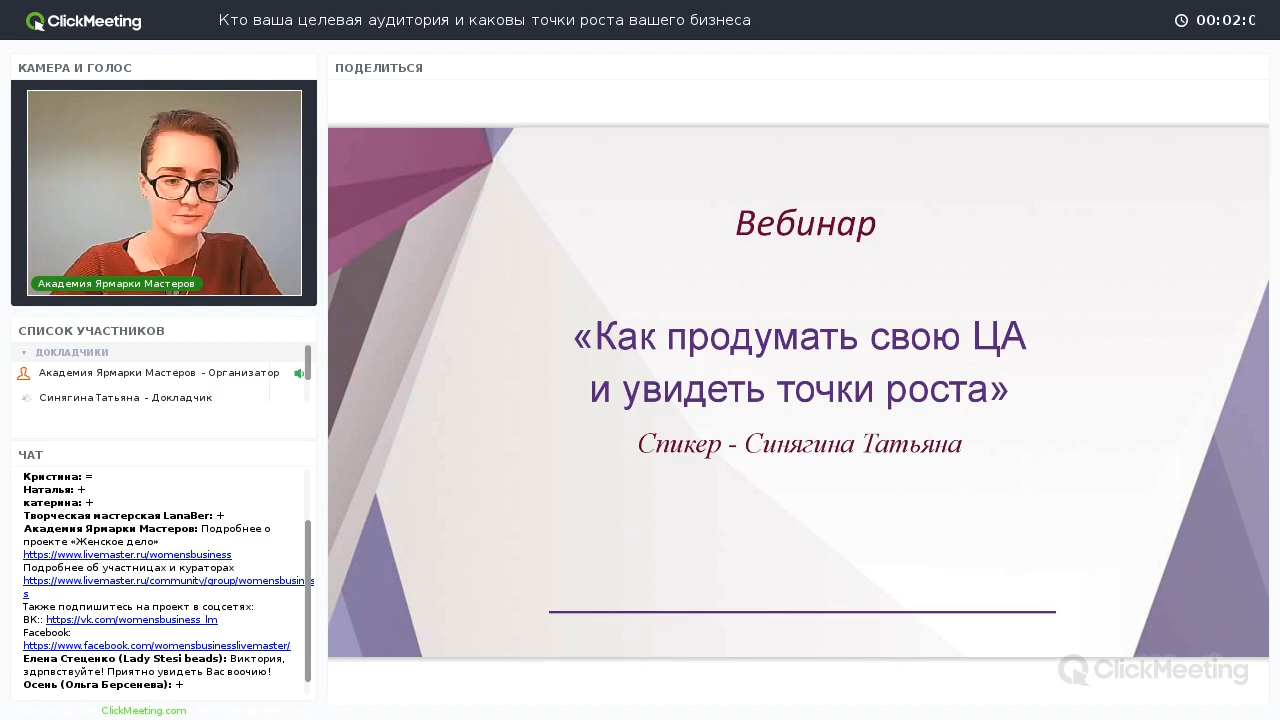 ClickMeeting
Кто ваша целевая аудитория и каковы точки роста вашего бизнеса
00:02:0
КАМЕРА И ГОЛОС
Академия Ярмарки Мастеров
СПИСОК УЧАСТНИКОВ
ДОКЛАДЧИКИ
Академия Ярмарки Мастеров - Организатор
Синягина Татьяна - Докладчик
ЧАТ
Кристина: =
Наталья: +
катерина: +
Творческая мастерская LanaBer: +
Академия Ярмарки Мастеров: Подробнее о
проекте «Женское дело»
https://www.livemaster.ru/womensbusiness
Подробнее об участницах и кураторах
https://www.livemaster.ru/community/group/womensbusines
s
Также подпишитесь на проект в соцсетях:
ВК:: https://vk.com/womensbusiness_lm
Facebook:
https://www.facebook.com/womensbusinesslivemaster/
Елена Стеценко (Lady Stesi beads): Виктория,
здрпвствуйте! Приятно увидеть Вас воочию!
Осень (Ольга Берсенева): +
ClickMeeting.com
ПОДЕЛИТЬСЯ
Вебинар
«Как продумать свою ЦА
и увидеть точки роста»
Спикер - Синягина Татьяна
ClickMeeting